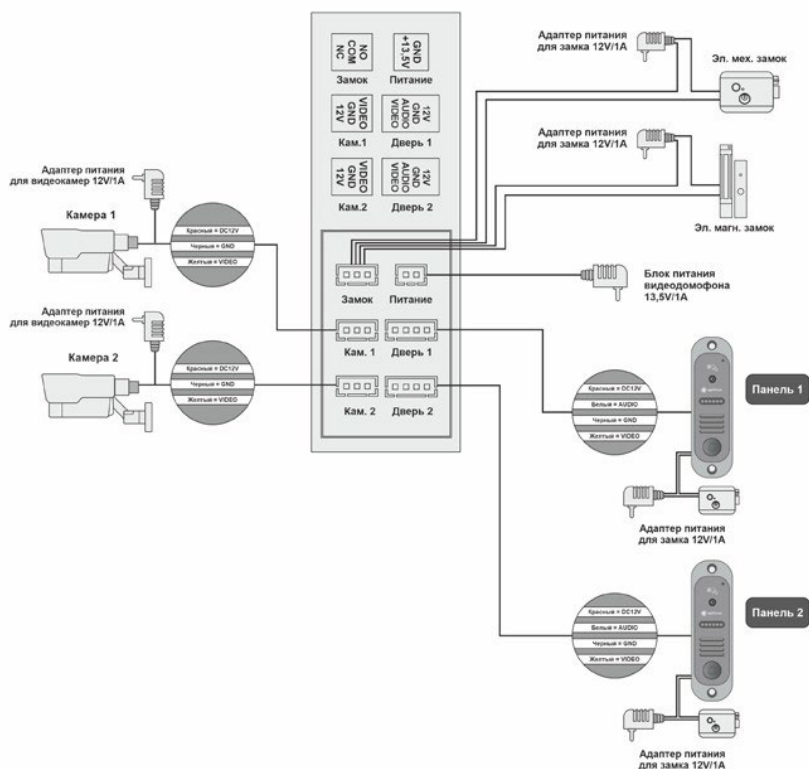 NO
COM
NC
Замок
GND
+13,5V
Питание
VIDEO
GND
12V
Кам.1
12V
GND
AUDIO
VIDEO
Дверь 1
VIDEO
GND
12V
Кам.2
12V
GND
AUDIO
VIDEO
Дверь 2
Замок
Питание
Кам. 1
Дверь 1
Кам. 2
Дверь 2
Адаптер питания
для замка 12V/1A
Эл. мех. замок
Адаптер питания
для замка 12V/1A
Эл. магн. замок
Блок питания
видеодомофона
13,5V/1A
Адаптер питания
для видеокамер 12V/1A
Камера 1
Красный = DC12V
Черный = GND
Желтый = VIDEO
Адаптер питания
для видеокамер 12V/1A
Камера 2
Красный = DC12V
Черный = GND
Желтый = VIDEO
Красный = DC12V
Белый = AUDIO
Черный = GND
Желтый = VIDEO
Панель 1
Адаптер питания
для замка 12V/1A
Красный = DC12V
Белый = AUDIO
Черный = GND
Желтый = VIDEO
Панель 2
Адаптер питания
для замка 12V/1A